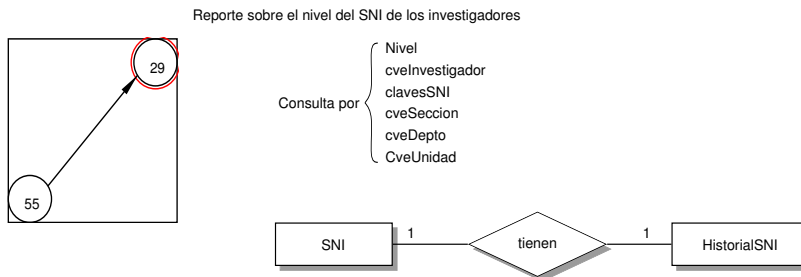 Reporte sobre el nivel del SNI de los investigadores
29
55
Consulta por
Nivel
cveInvestigador
clavesSNI
cveSeccion
cveDepto
CveUnidad
SNI
1
tienen
1
HistorialSNI